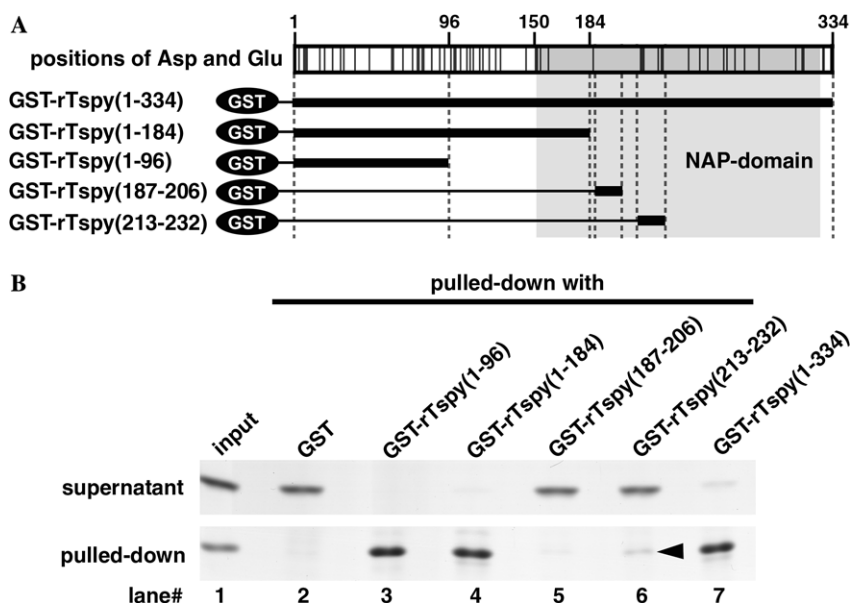 A
1 96 150 184 334
positions of Asp and Glu
GST-rTspy(1-334) GST
GST-rTspy(1-184) GST
GST-rTspy(1-96) GST
NAP-domain
GST-rTspy(187-206) GST
GST-rTspy(213-232) GST
B
pulled-down with
input
GST
GST-rTspy(1-96)
GST-rTspy(1-184)
GST-rTspy(187-206)
GST-rTspy(213-232)
GST-rTspy(1-334)
supernatant
pulled-down
lane# 1 2 3 4 5 6 7